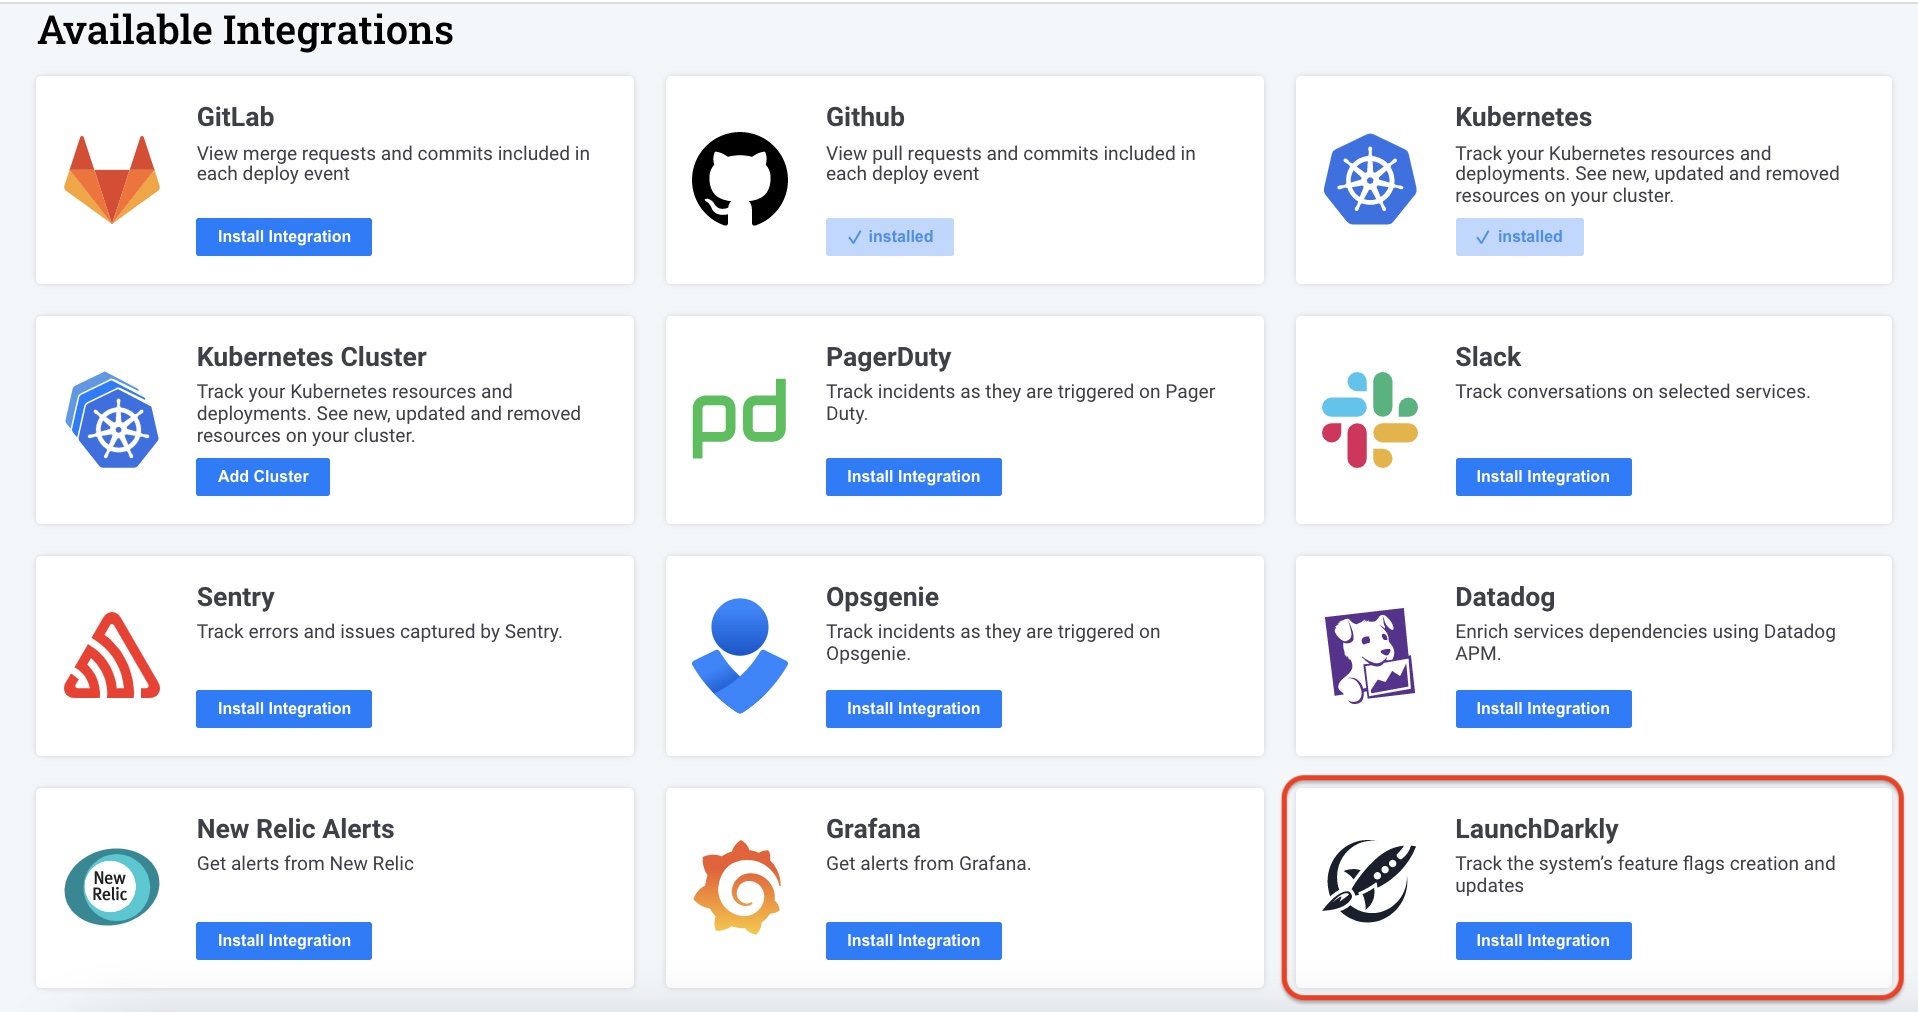 Available Integrations
GitLab
View merge requests and commits included in
each deploy event
Install Integration
Github
View pull requests and commits included in
each deploy event
✓ installed
Kubernetes
Track your Kubernetes resources and
deployments. See new, updated and removed
resources on your cluster.
✓ installed
Kubernetes Cluster
Track your Kubernetes resources and
deployments. See new, updated and removed
resources on your cluster.
Add Cluster
pd
PagerDuty
Track incidents as they are triggered on Pager
Duty.
Install Integration
Slack
Track conversations on selected services.
Install Integration
Sentry
Track errors and issues captured by Sentry.
Install Integration
Opsgenie
Track incidents as they are triggered on
Opsgenie.
Install Integration
Datadog
Enrich services dependencies using Datadog
APM.
Install Integration
New
Relic
New Relic Alerts
Get alerts from New Relic
Install Integration
Grafana
Get alerts from Grafana.
Install Integration
LaunchDarkly
Track the system’s feature flags creation and
updates
Install Integration